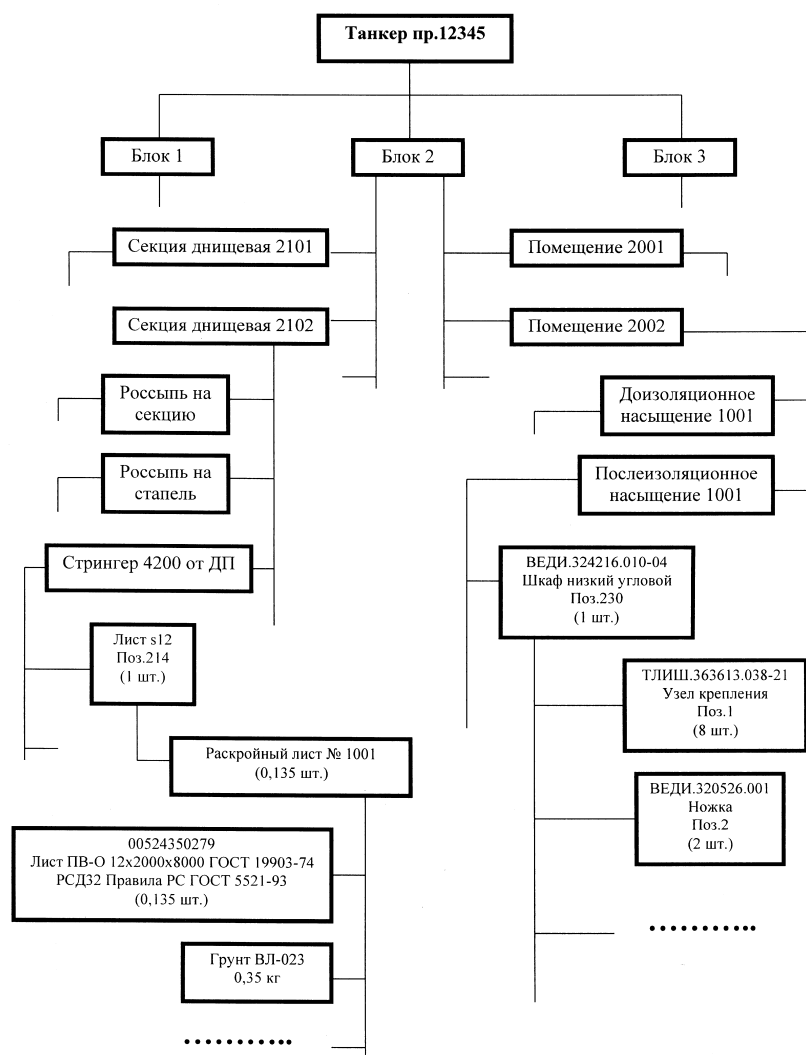 Танкер пр.12345
Блок 1
Блок 2
Блок 3
Секция днищевая 2101
Секция днищевая 2102
Россыпь на
секцию
Россыпь на
стапель
Стрингер 4200 от ДП
Лист s12
Поз.214
(1 шт.)
Раскройный лист № 1001
(0,135 шт.)
00524350279
Лист ПВ-О 12х2000х8000 ГОСТ 19903-74
РСД32 Правила РС ГОСТ 5521-93
(0,135 шт.)
Грунт ВЛ-023
0,35 кг
Помещение 2001
Помещение 2002
Доизоляционное
насыщение 1001
Послеизоляционное
насыщение 1001
ВЕДИ.324216.010-04
Шкаф низкий угловой
Поз.230
(1 шт.)
ТЛИШ.363613.038-21
Узел крепления
Поз.1
(8 шт.)
ВЕДИ.320526.001
Ножка
Поз.2
(2 шт.)